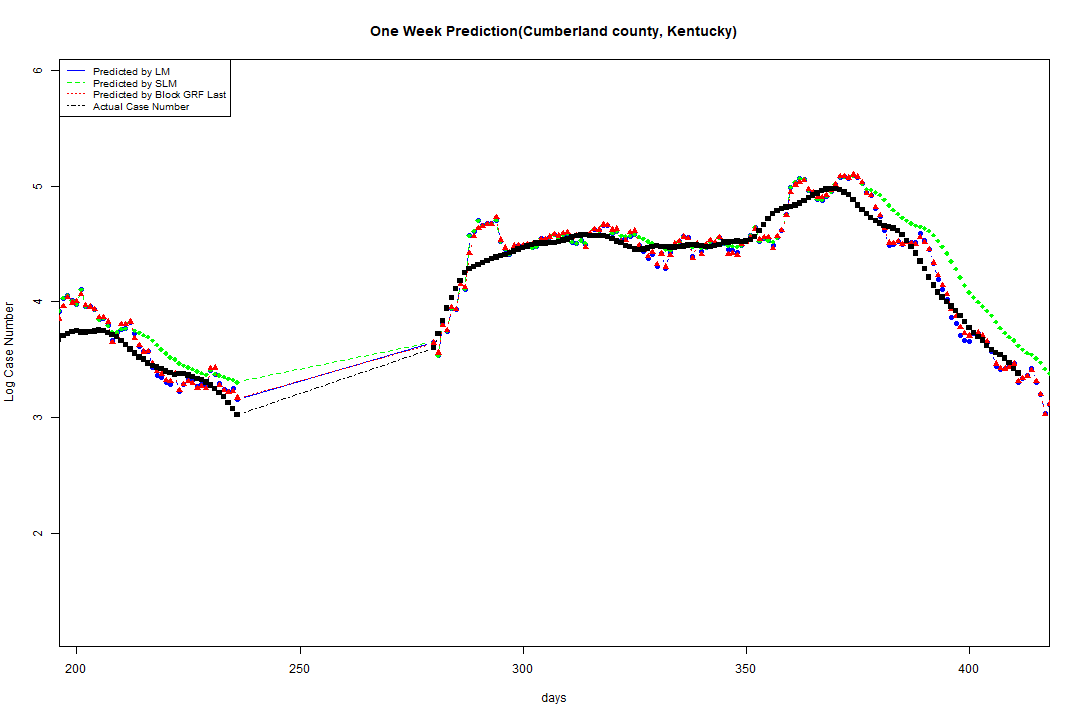 One Week Prediction(Cumberland county, Kentucky)
Predicted by LM
Predicted by SLM
Predicted by Block GRF Last
Actual Case Number
6
5
4
3
2
Log Case Number
200
250
300
350
400
days